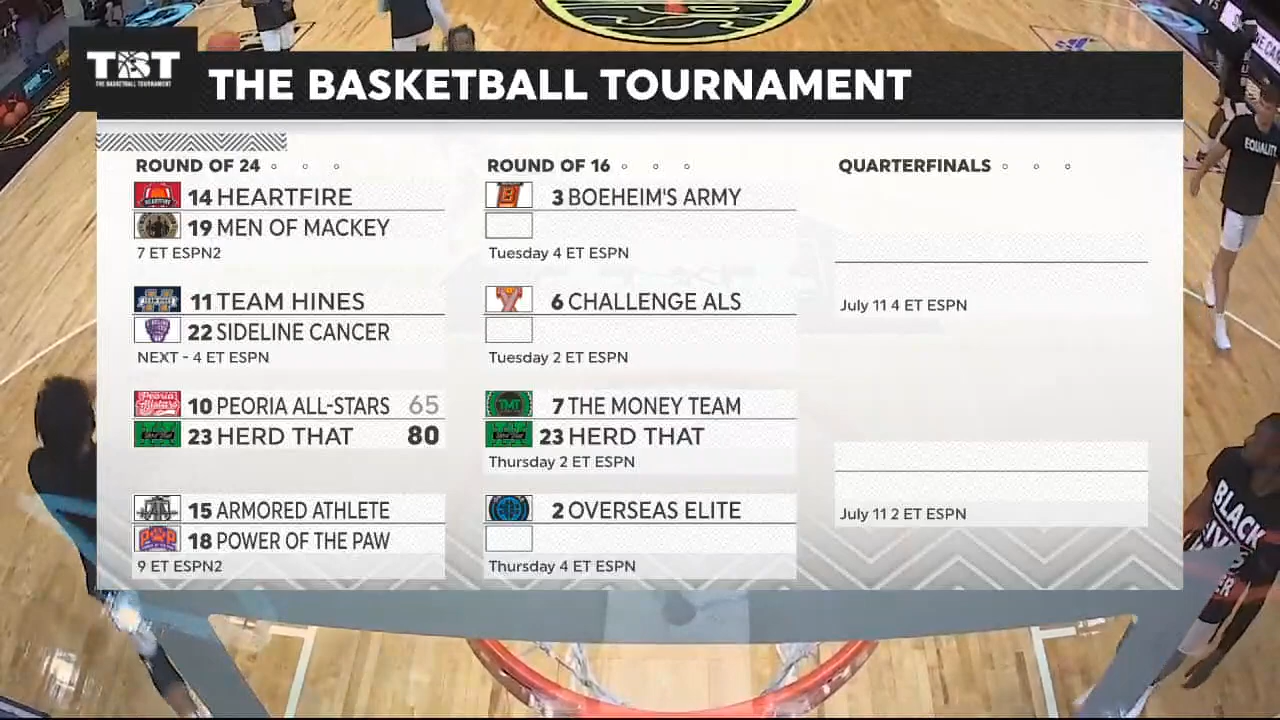 TBT
THE BASKETBALL TOURNAMENT
THE BASKETBALL TOURNAMENT
ROUND OF 24
14 HEARTFIRE
19 MEN OF MACKEY
7 ET ESPN2
11 TEAM HINES
22 SIDELINE CANCER
NEXT - 4 ET ESPN
10 PEORIA ALL-STARS 65
23 HERD THAT 80
15 ARMORED ATHLETE
18 POWER OF THE PAW
9 ET ESPN2
ROUND OF 16
3 BOEHEIM'S ARMY
Tuesday 4 ET ESPN
6 CHALLENGE ALS
Tuesday 2 ET ESPN
7 THE MONEY TEAM
23 HERD THAT
Thursday 2 ET ESPN
2 OVERSEAS ELITE
Thursday 4 ET ESPN
QUARTERFINALS
July 11 4 ET ESPN
July 11 2 ET ESPN
EQUALITY
BLACK